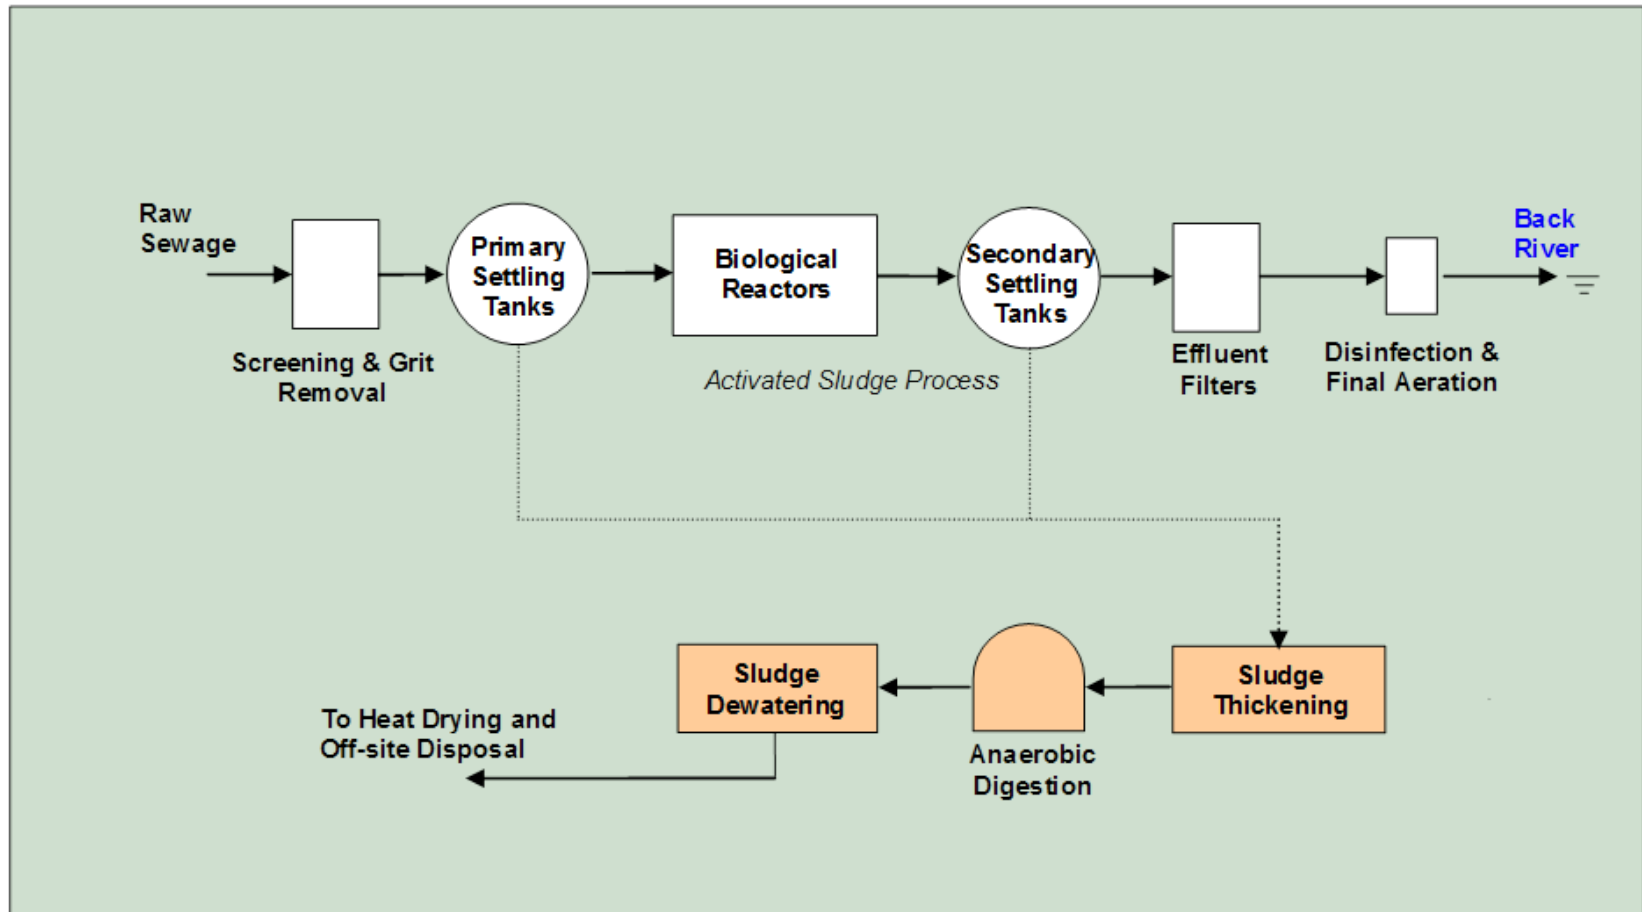 Raw
Sewage
Primary
Settling
Tanks
Biological
Reactors
Secondary
Settling
Tanks
Back
River
Screening & Grit
Removal
Activated Sludge Process
Effluent
Filters
Disinfection &
Final Aeration
Sludge
Dewatering
Sludge
Thickening
To Heat Drying and
Off-site Disposal
Anaerobic
Digestion